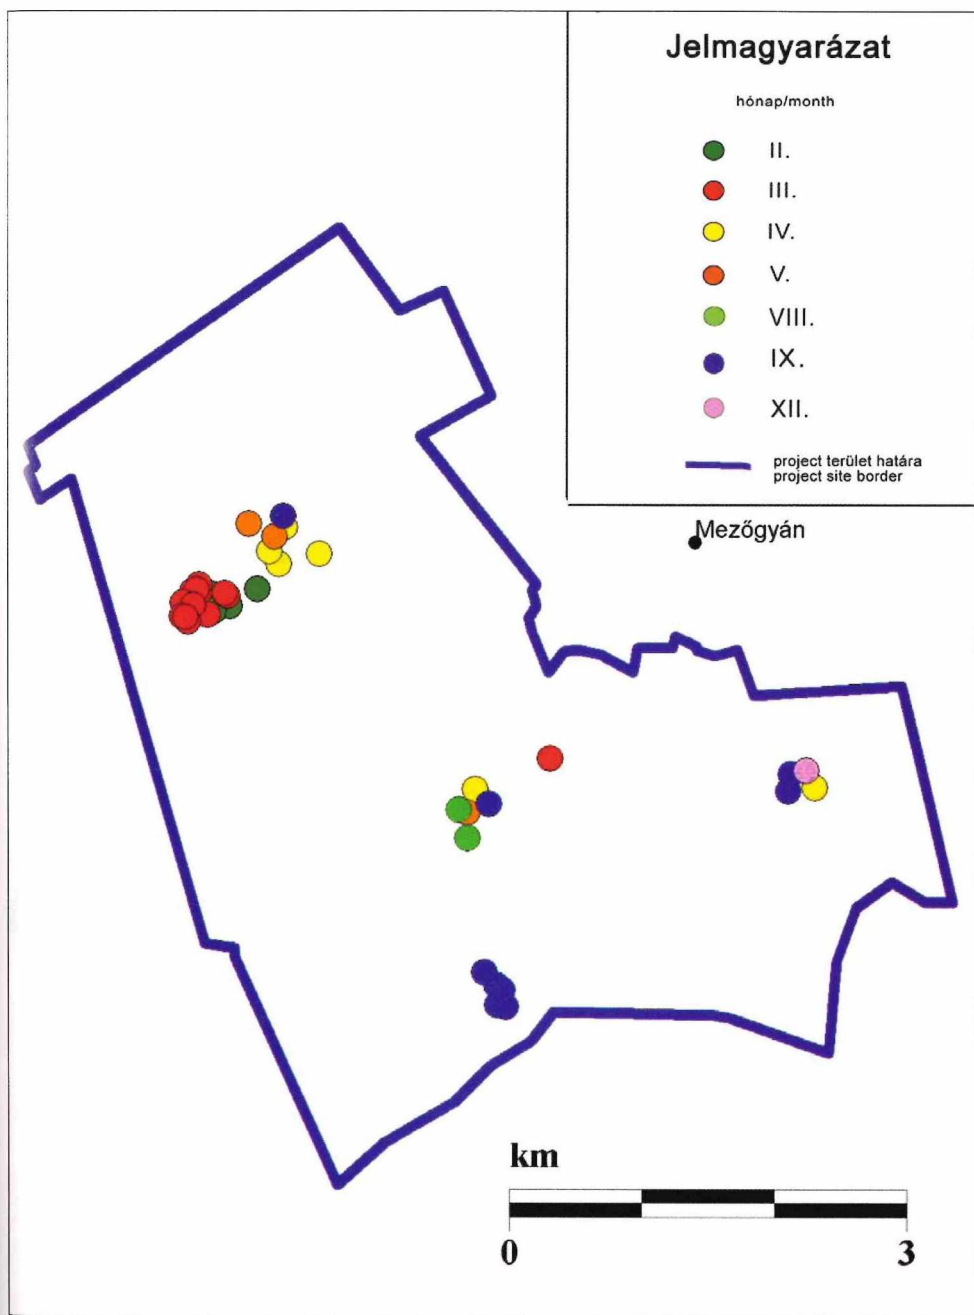 Jelmagyarázat
hónap/month
II.
III.
IV.
V.
VIII.
IX.
XII.
project terület határa
project site border
Mezőgyán
km
0 3